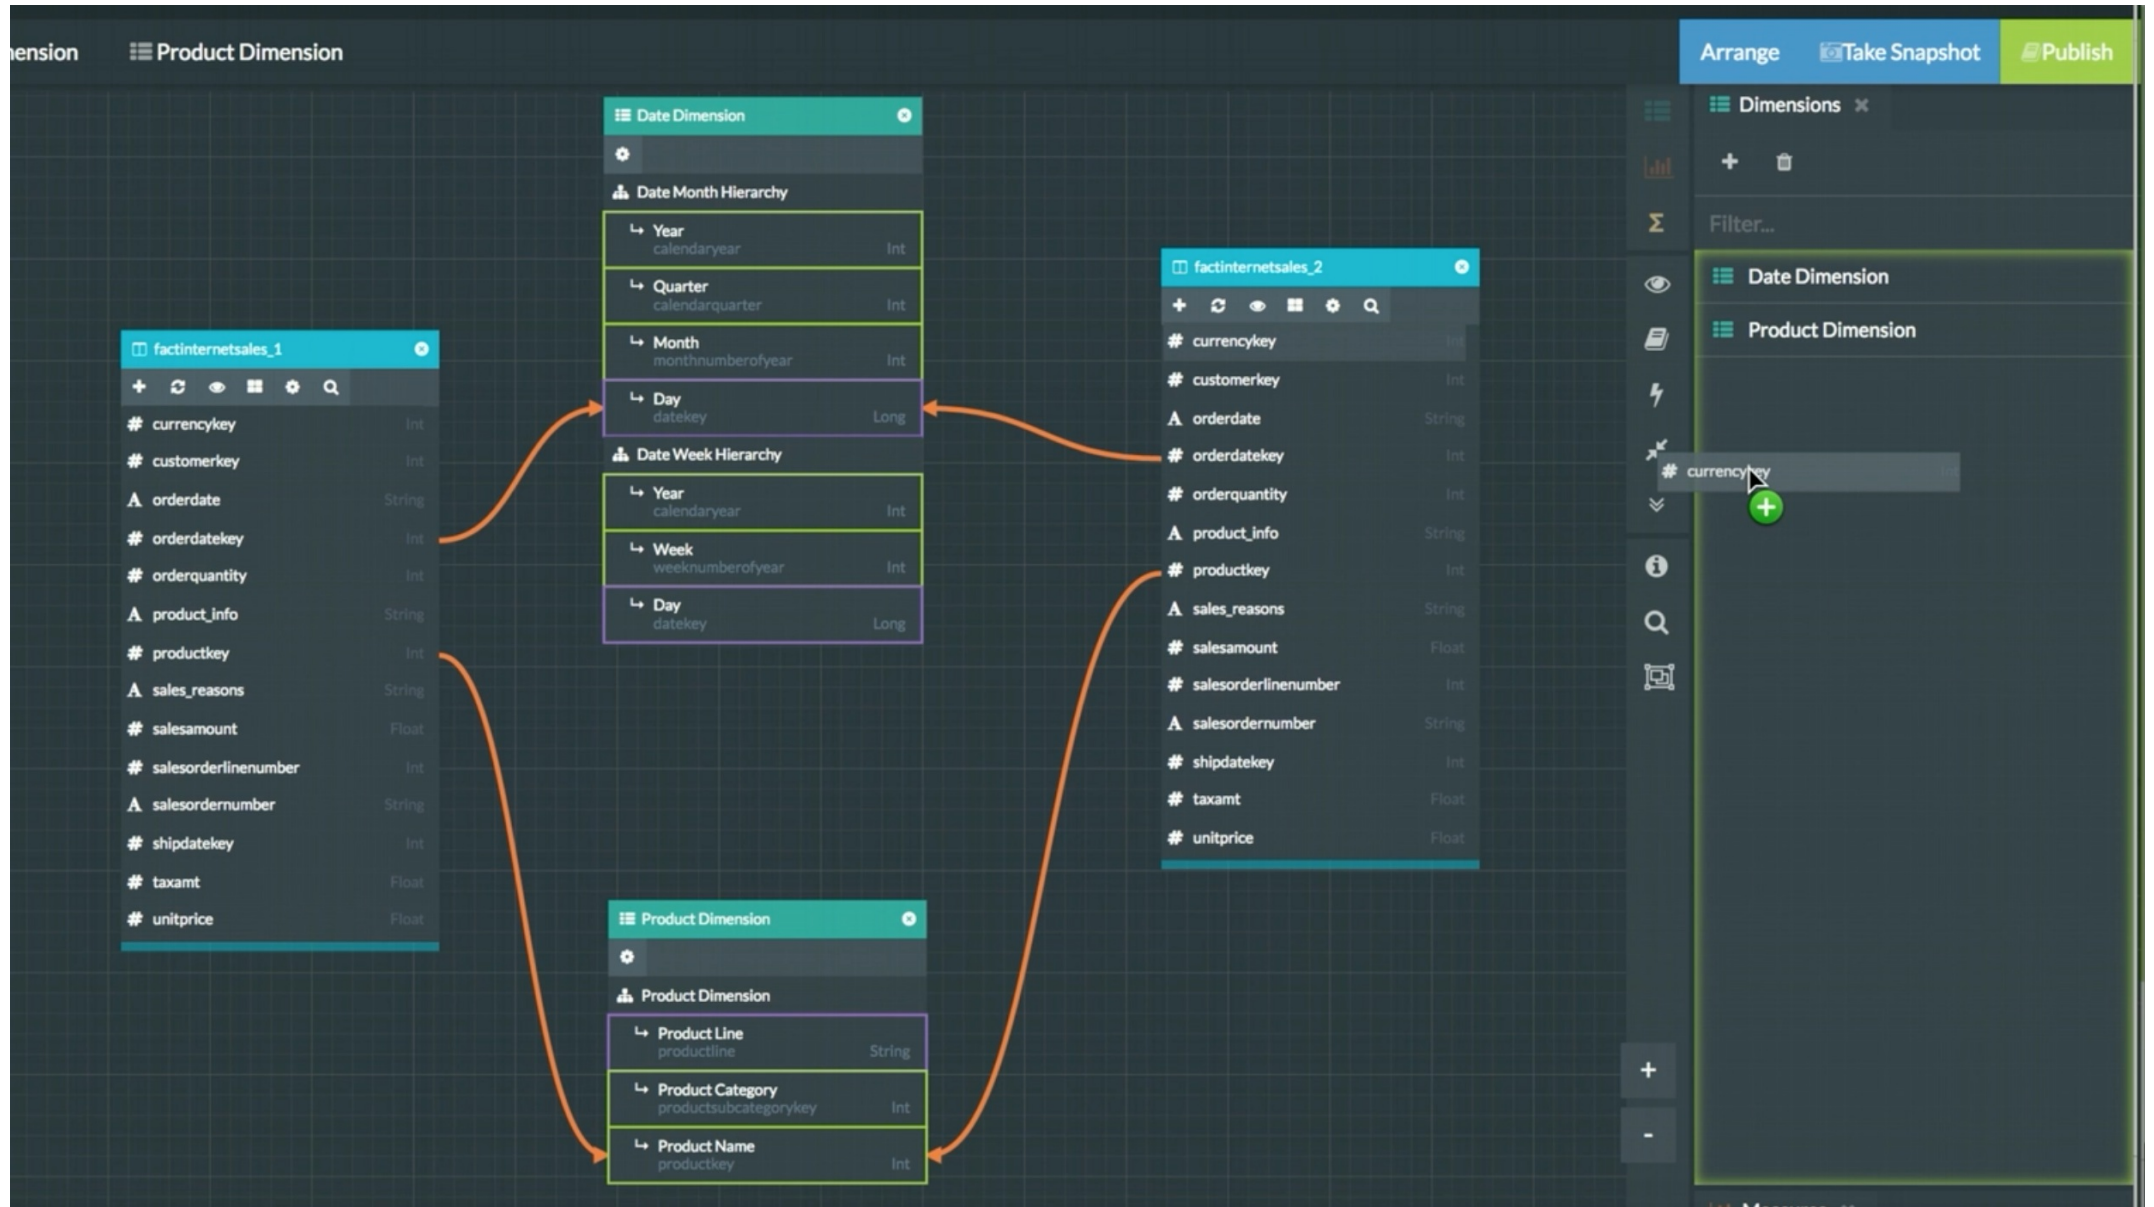 nension
Product Dimension
Arrange
Take Snapshot
Publish
factinternetsales_1
currencykey Int
customerkey Int
orderdate String
orderdatekey Int
orderquantity Int
product_info String
productkey Int
sales_reasons String
salesamount Float
salesorderlinenumber Int
salesordernumber String
shipdatekey Int
taxamt Float
unitprice Float
Date Dimension
Date Month Hierarchy
Year
calendaryear Int
Quarter
calendarquarter Int
Month
monthnumberofyear Int
Day
datekey Long
Date Week Hierarchy
Year
calendaryear Int
Week
weeknumberofyear Int
Day
datekey Long
Product Dimension
Product Dimension
Product Line
productline String
Product Category
productsubcategorykey Int
Product Name
productkey Int
factinternetsales_2
currencykey Int
customerkey Int
orderdate String
orderdatekey Int
orderquantity Int
product_info String
productkey Int
sales_reasons String
salesamount Float
salesorderlinenumber Int
salesordernumber String
shipdatekey Int
taxamt Float
unitprice Float
Dimensions
Filter...
Date Dimension
Product Dimension
currencykey Int